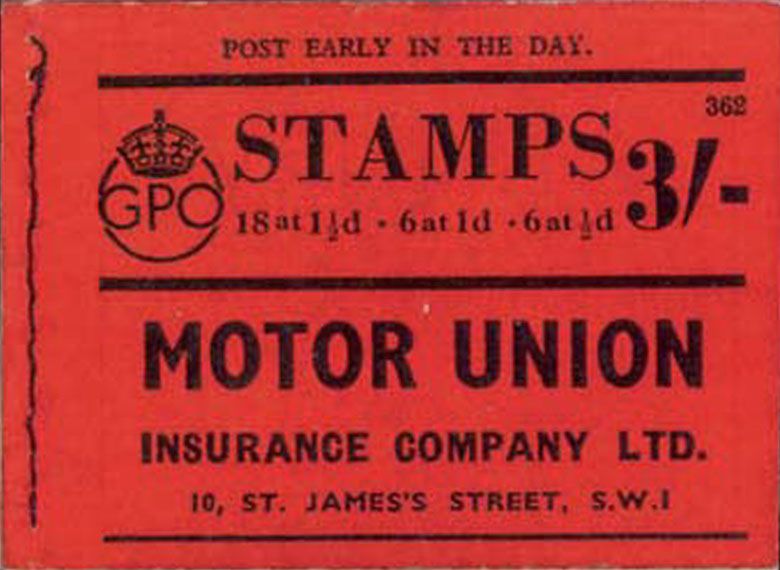 POST EARLY IN THE DAY.
362
GPO
STAMPS 3/-
18 at 1½d · 6 at 1d · 6 at ½d
MOTOR UNION
INSURANCE COMPANY LTD.
10, ST. JAMES'S STREET, S.W.1